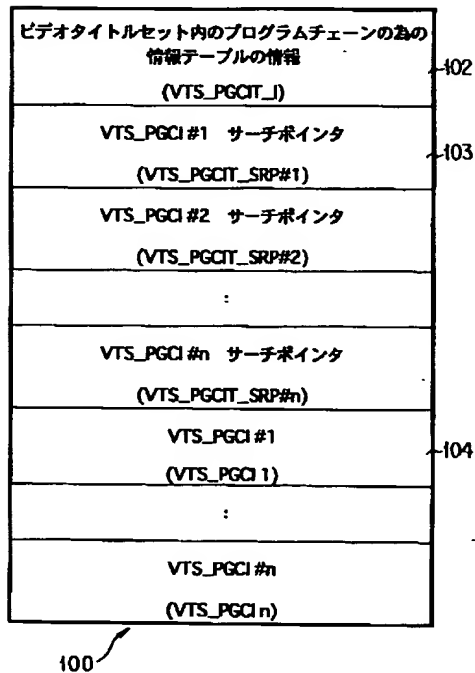 ビデオタイトルセット内のプログラムチェーンの為の
情報テーブルの情報
(VTS_PGCIT_I)
102
VTS_PGCI #1 サーチポインタ
103
(VTS_PGCIT_SRP#1)
VTS_PGCI #2 サーチポインタ
(VTS_PGCIT_SRP#2)
:
VTS_PGCI #n サーチポインタ
(VTS_PGCIT_SRP#n)
VTS_PGCI #1
104
(VTS_PGCI 1)
:
VTS_PGCI #n
(VTS_PGCI n)
100